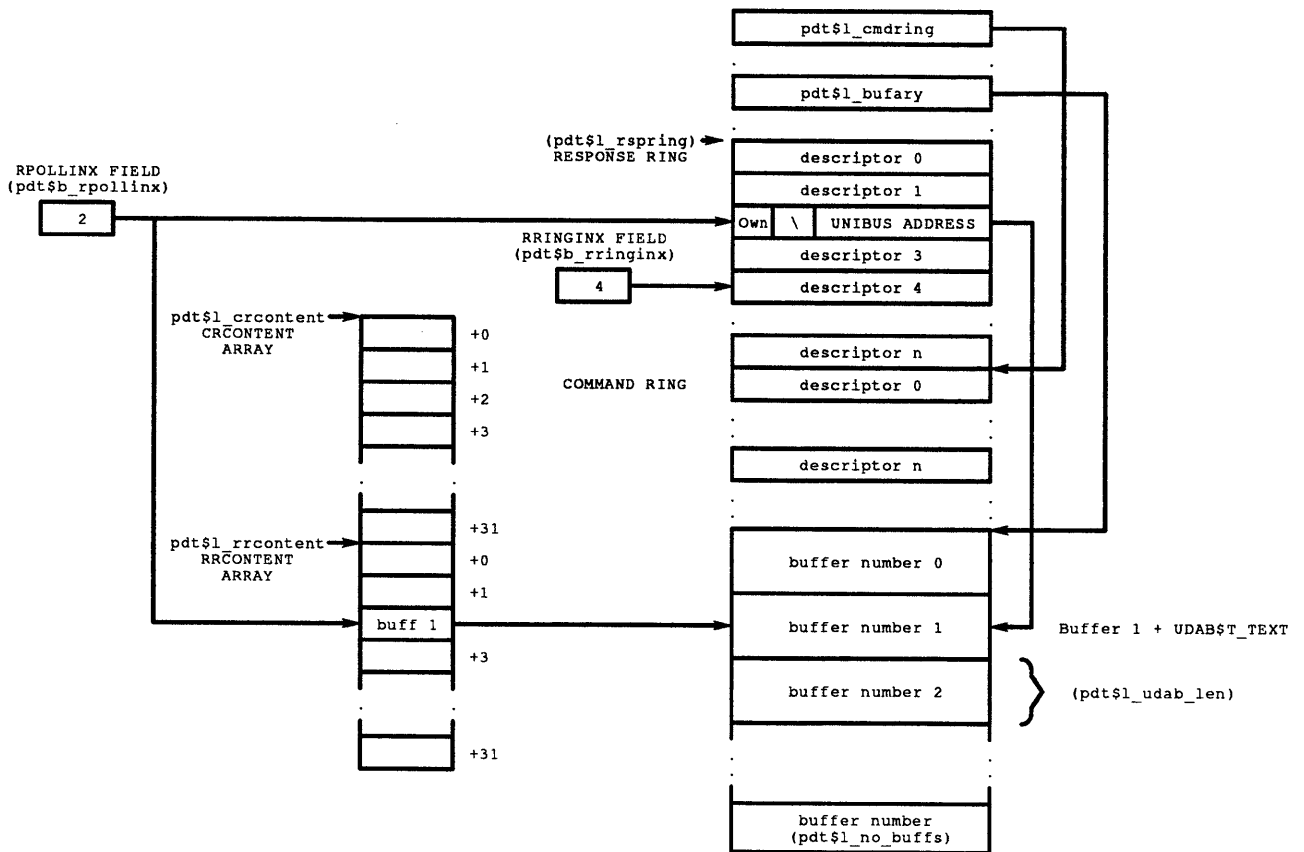 pdt$l_cmdring
pdt$l_bufary
(pdt$l_rspring)
RESPONSE RING
descriptor 0
RPOLLINX FIELD
(pdt$b_rpollinx)
descriptor 1
2
Own \ UNIBUS ADDRESS
RRINGINX FIELD
(pdt$b_rringinx)
descriptor 3
4
descriptor 4
pdt$l_crcontent
CRCONTENT
ARRAY
+0
descriptor n
+1
COMMAND RING
descriptor 0
+2
+3
descriptor n
+31
pdt$l_rrcontent
RRCONTENT
ARRAY
+0
buffer number 0
+1
buff 1
buffer number 1
Buffer 1 + UDAB$T_TEXT
+3
buffer number 2
(pdt$l_udab_len)
+31
buffer number
(pdt$l_no_buffs)